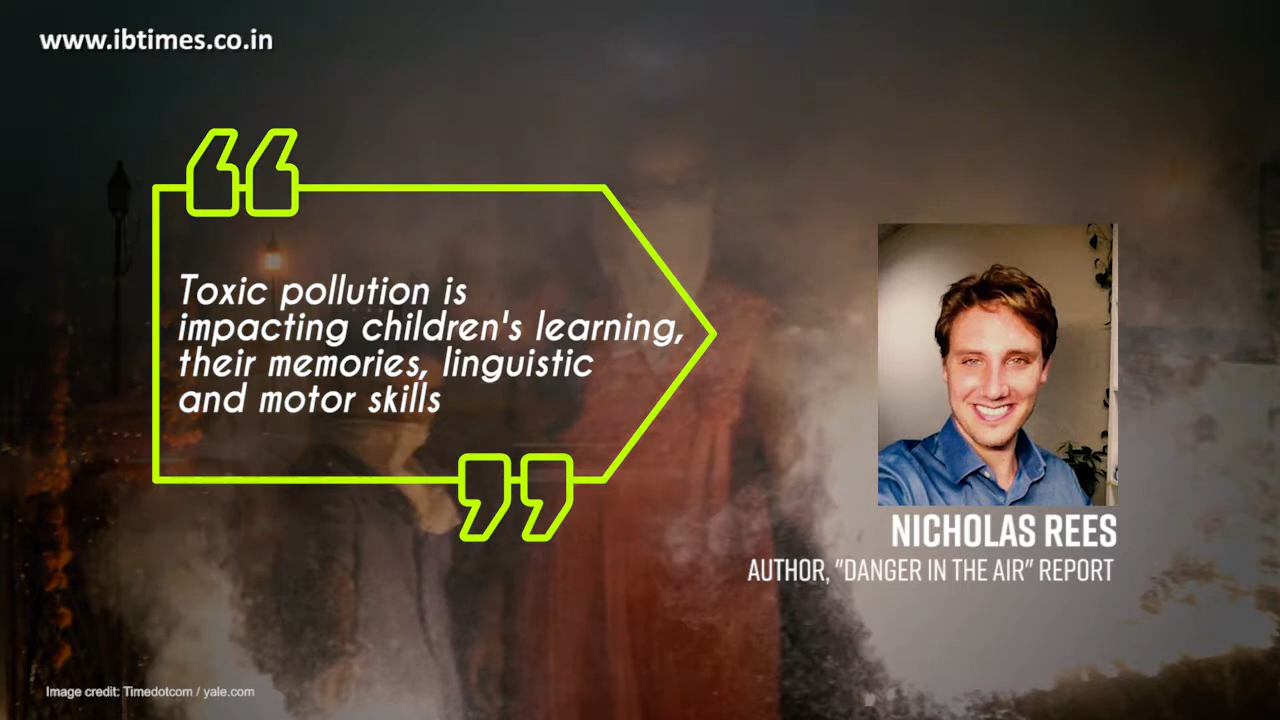 www.ibtimes.co.in
Toxic pollution is
impacting children's learning,
their memories, linguistic
and motor skills
NICHOLAS REES
AUTHOR, "DANGER IN THE AIR" REPORT
Image credit: Timedotcom / yale.com